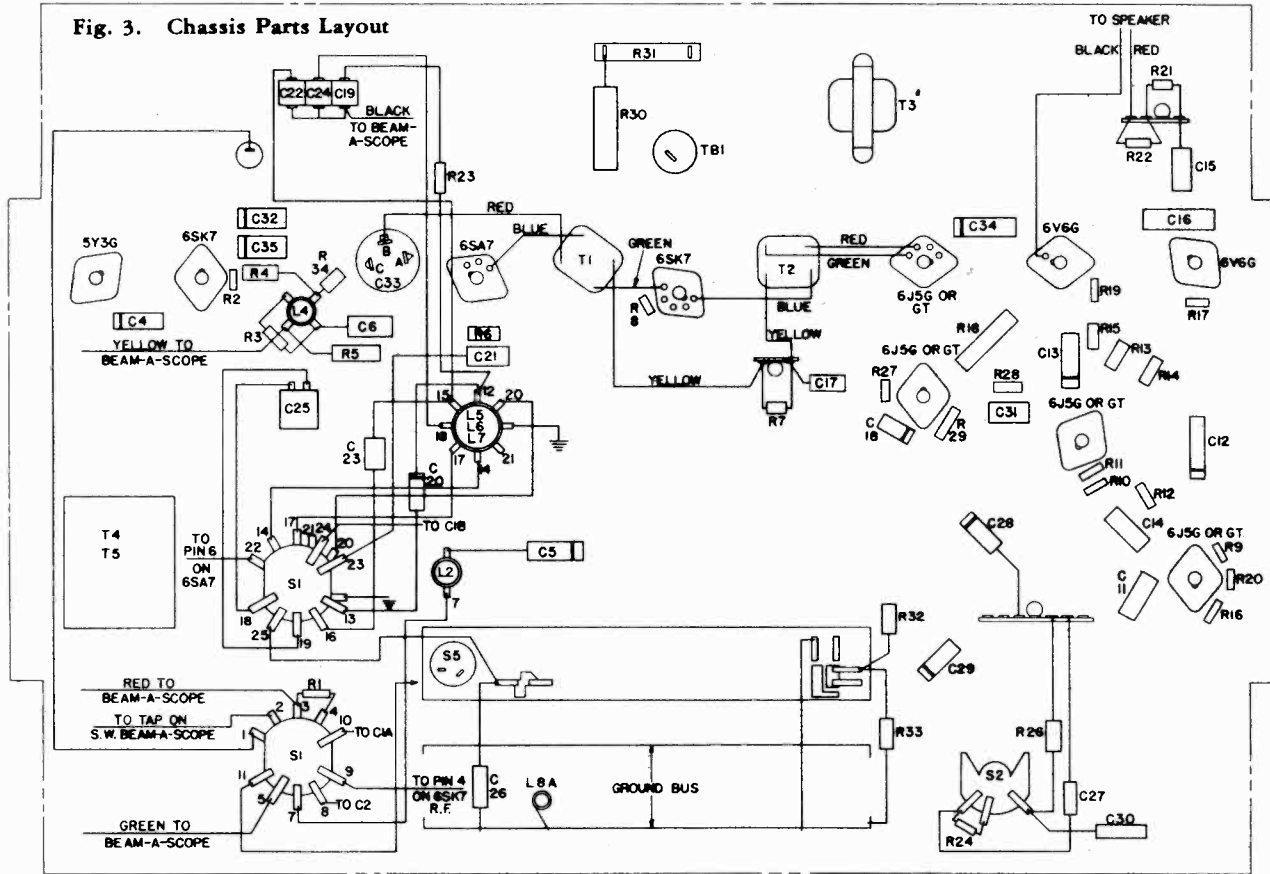 Fig. 3. Chassis Parts Layout
TO SPEAKER
BLACK
RED
R21
R31
C22
C24
C19
BLACK
TO BEAM-
A-SCOPE
R30
T3
TB1
R22
C15
R23
C32
C35
RED
BLUE
5Y3G
6SK7
R4
R
34
R2
B
C
A
C33
6SA7
T1
GREEN
6SK7
R
8
T2
RED
GREEN
BLUE
C34
6J5G OR
GT
6V6G
C16
6V6G
R19
R17
C4
L4
R3
C6
R5
R6
C21
YELLOW TO
BEAM-A-SCOPE
YELLOW
YELLOW
C17
R7
R18
6J5G OR GT
R27
C
18
R
29
R28
C31
C13
R15
R13
R14
C25
15
12
20
L5
L6
L7
18
17
14
21
C
23
C
20
6J5G OR GT
R11
R10
R12
C12
T4
T5
TO
PIN 6
ON
6SA7
14
17
21
24
20
TO C18
22
23
S1
18
13
25
19
16
L2
7
C5
C28
C14
C
11
6J5G OR GT
R9
R20
R16
S5
R32
C29
RED TO
BEAM-A-SCOPE
R1
2
3
4
10
TO C1A
TO TAP ON
S.W. BEAM-A-SCOPE
1
S1
11
9
5
7
8
TO C2
TO PIN 4
ON 6SK7
R.F.
C
26
L8A
GROUND BUS
R33
R26
S2
C27
R24
C30
GREEN TO
BEAM-A-SCOPE